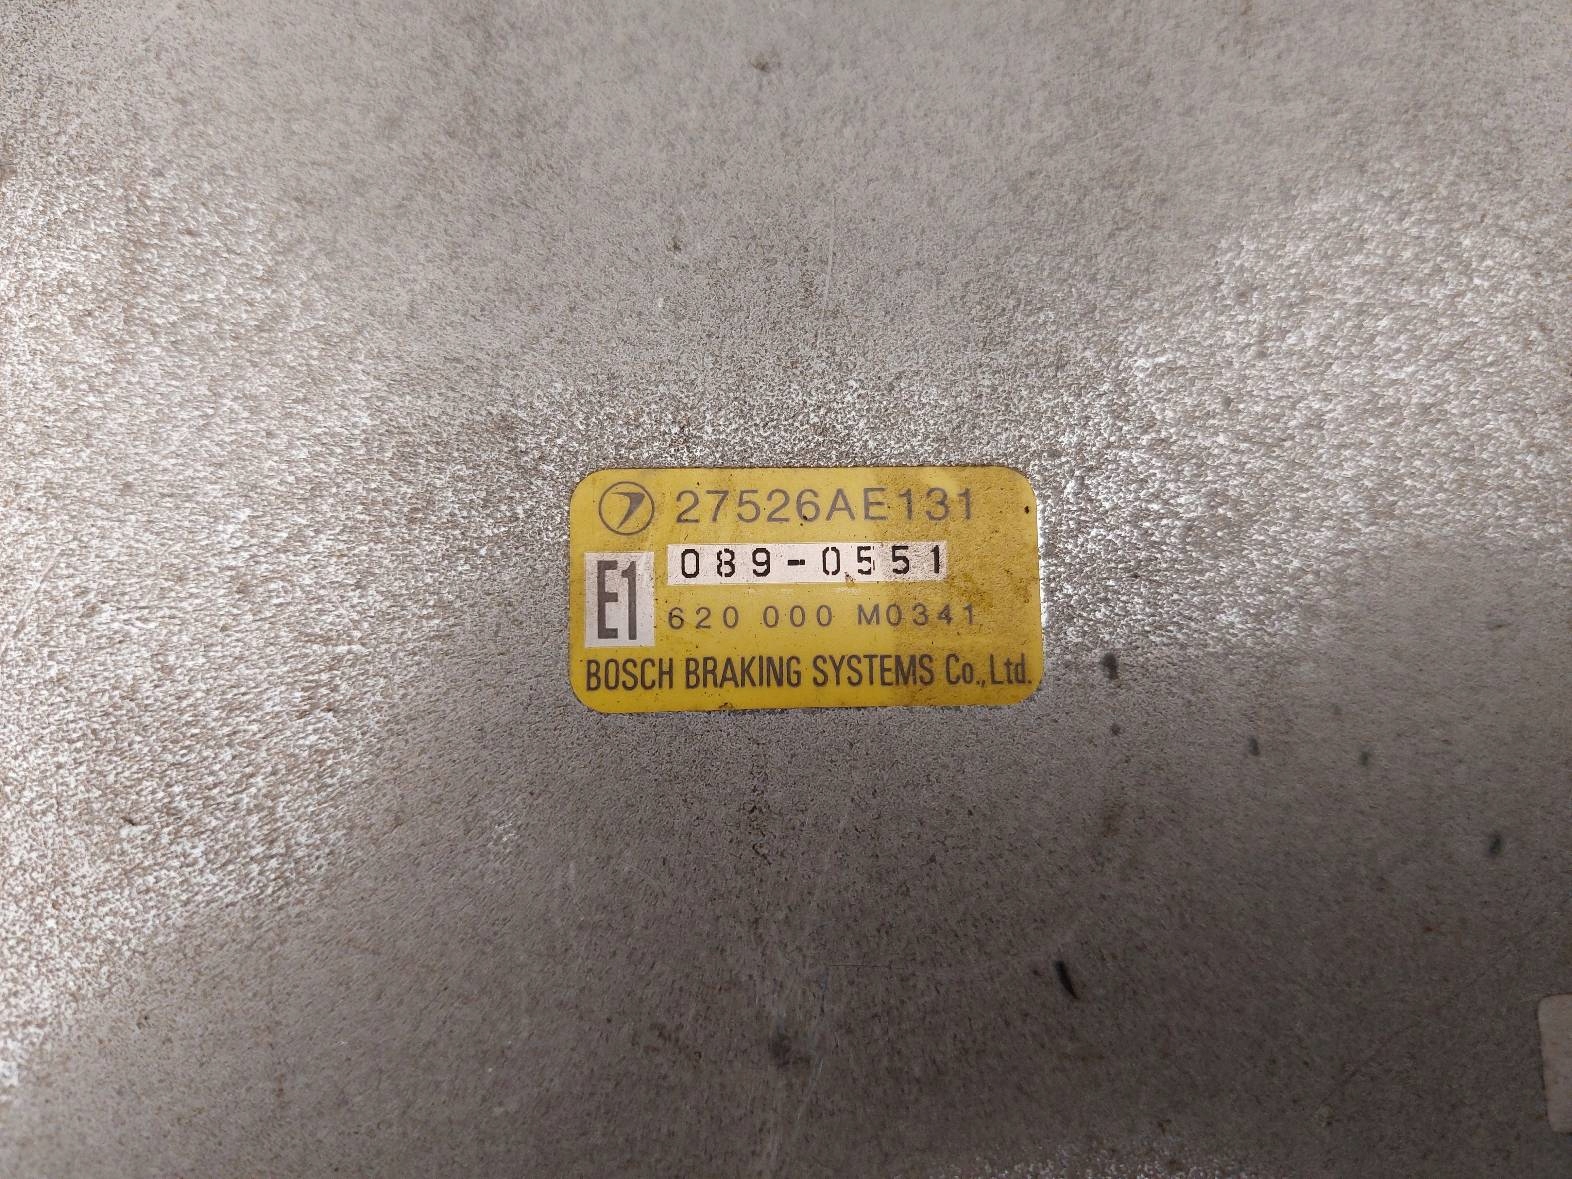 27526AE131
089-0551
E1
620 000 M0341
BOSCH BRAKING SYSTEMS Co.,Ltd.